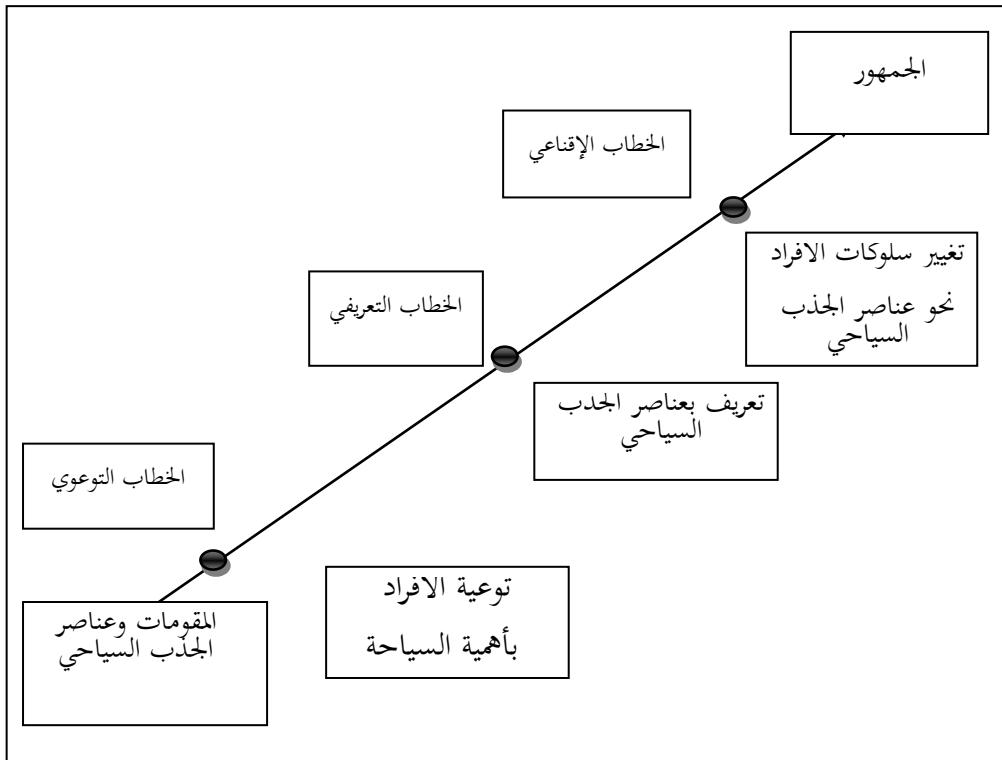 الجمهور
الخطاب الإقناعي
تغيير سلوكات الافراد
نحو عناصر الجذب
السياحي
الخطاب التعريفي
تعريف بعناصر الجدب
السياحي
الخطاب التوعوي
توعية الافراد
بأهمية السياحة
المقومات وعناصر
الجذب السياحي